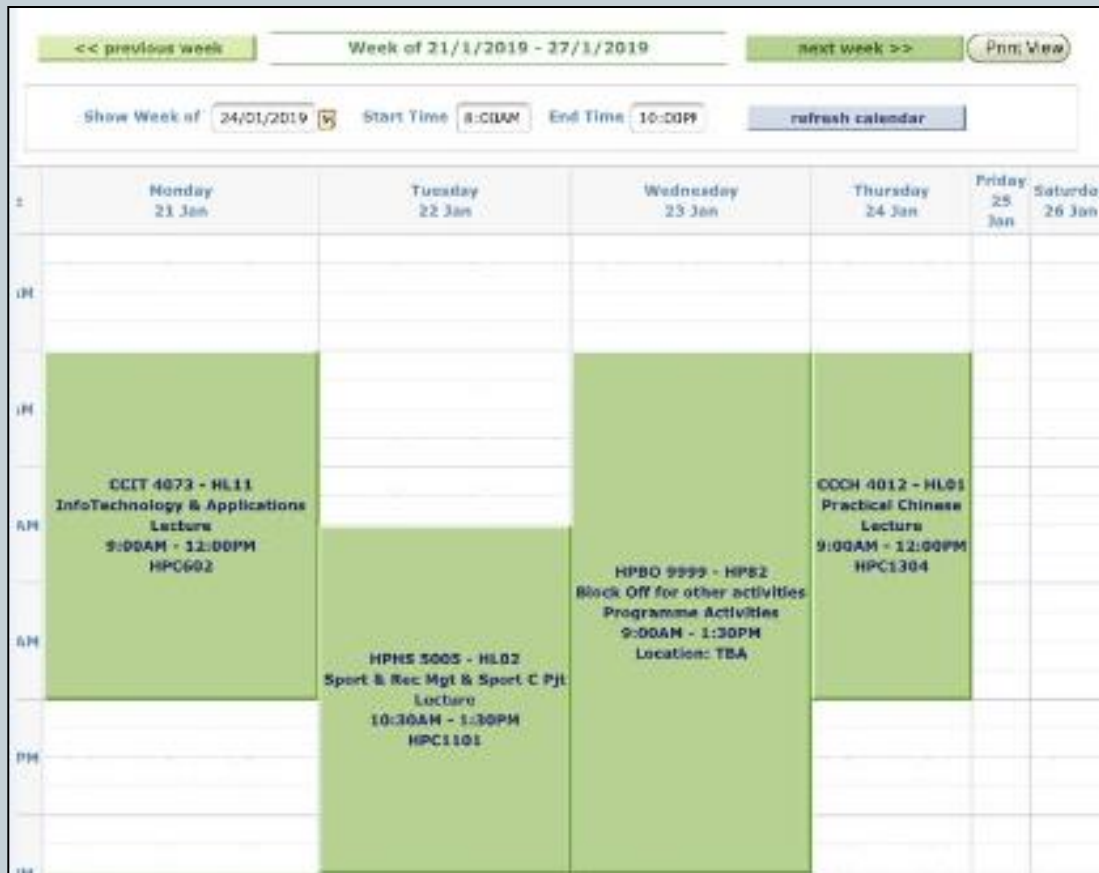 << previous week
Week of 21/1/2019 - 27/1/2019
next week >>
Print View
Show Week of 24/01/2019 Start Time 8:00AM End Time 10:00PM
refresh calendar
Monday
21 Jan
Tuesday
22 Jan
Wednesday
23 Jan
Thursday
24 Jan
Friday
25
Jan
Saturda
26 Jan
CCIT 4073 - HL11
InfoTechnology & Applications
Lecture
9:00AM - 12:00PM
HPC602
HPHS 5005 - HL02
Sport & Rec Mgt & Sport C Pjt
Lecture
10:30AM - 1:30PM
HPC1101
HPBO 9999 - HP82
Block Off for other activities
Programme Activities
9:00AM - 1:30PM
Location: TBA
CCCH 4012 - HL01
Practical Chinese
Lecture
9:00AM - 12:00PM
HPC1304
AM
AM
PM